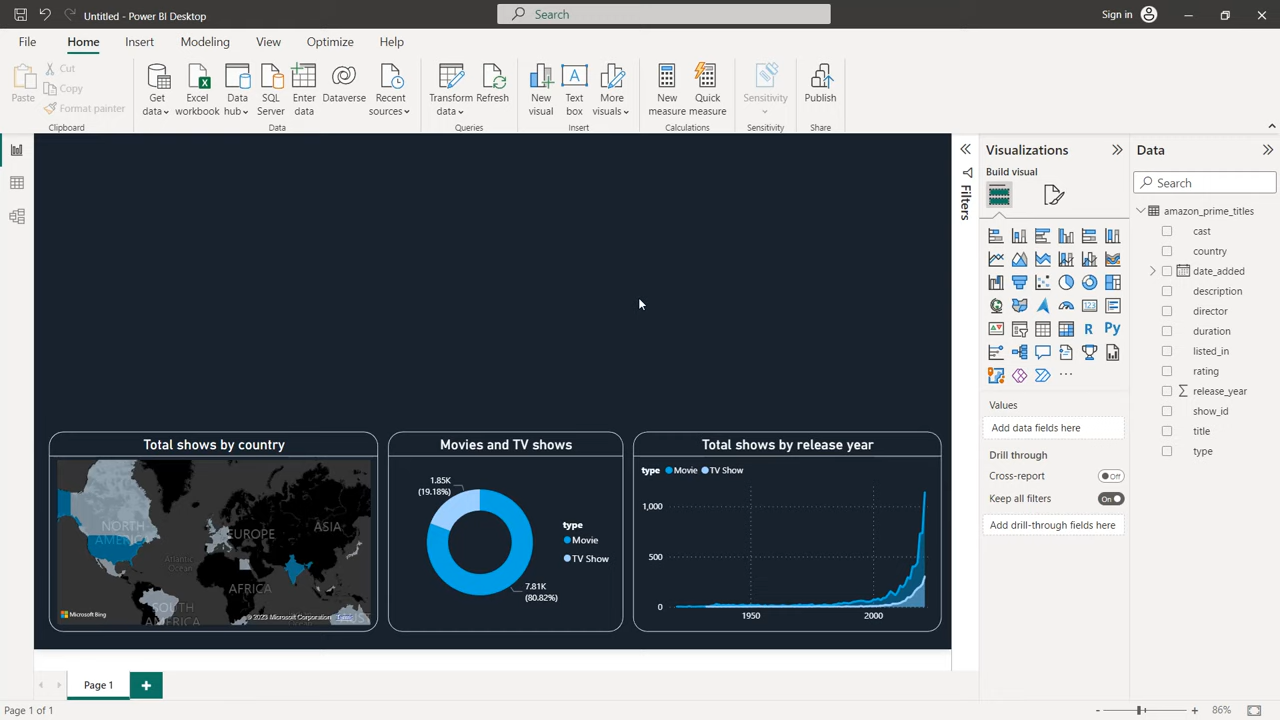 Untitled - Power BI Desktop
Search
Sign in
File
Home
Insert
Modeling
View
Optimize
Help
Paste
Cut
Copy
Format painter
Get data
Excel workbook
Data hub
SQL Server
Enter data
Dataverse
Recent sources
Transform data
Refresh
New visual
Text box
More visuals
New measure
Quick measure
Sensitivity
Publish
Clipboard
Data
Queries
Insert
Calculations
Sensitivity
Share
Filters
Visualizations
Build visual
R
Py
123
Values
Add data fields here
Drill through
Cross-report
Off
Keep all filters
On
Add drill-through fields here
Data
Search
amazon_prime_titles
cast
country
date_added
description
director
duration
listed_in
rating
release_year
show_id
title
type
Total shows by country
NORTH AMERICA
EUROPE
ASIA
Atlantic Ocean
AFRICA
SOUTH AMERICA
Microsoft Bing
© 2023 Microsoft Corporation
Terms
Movies and TV shows
1.85K
(19.18%)
7.81K
(80.82%)
type
Movie
TV Show
Total shows by release year
type Movie TV Show
1,000
500
0
1950
2000
Page 1
Page 1 of 1
86%